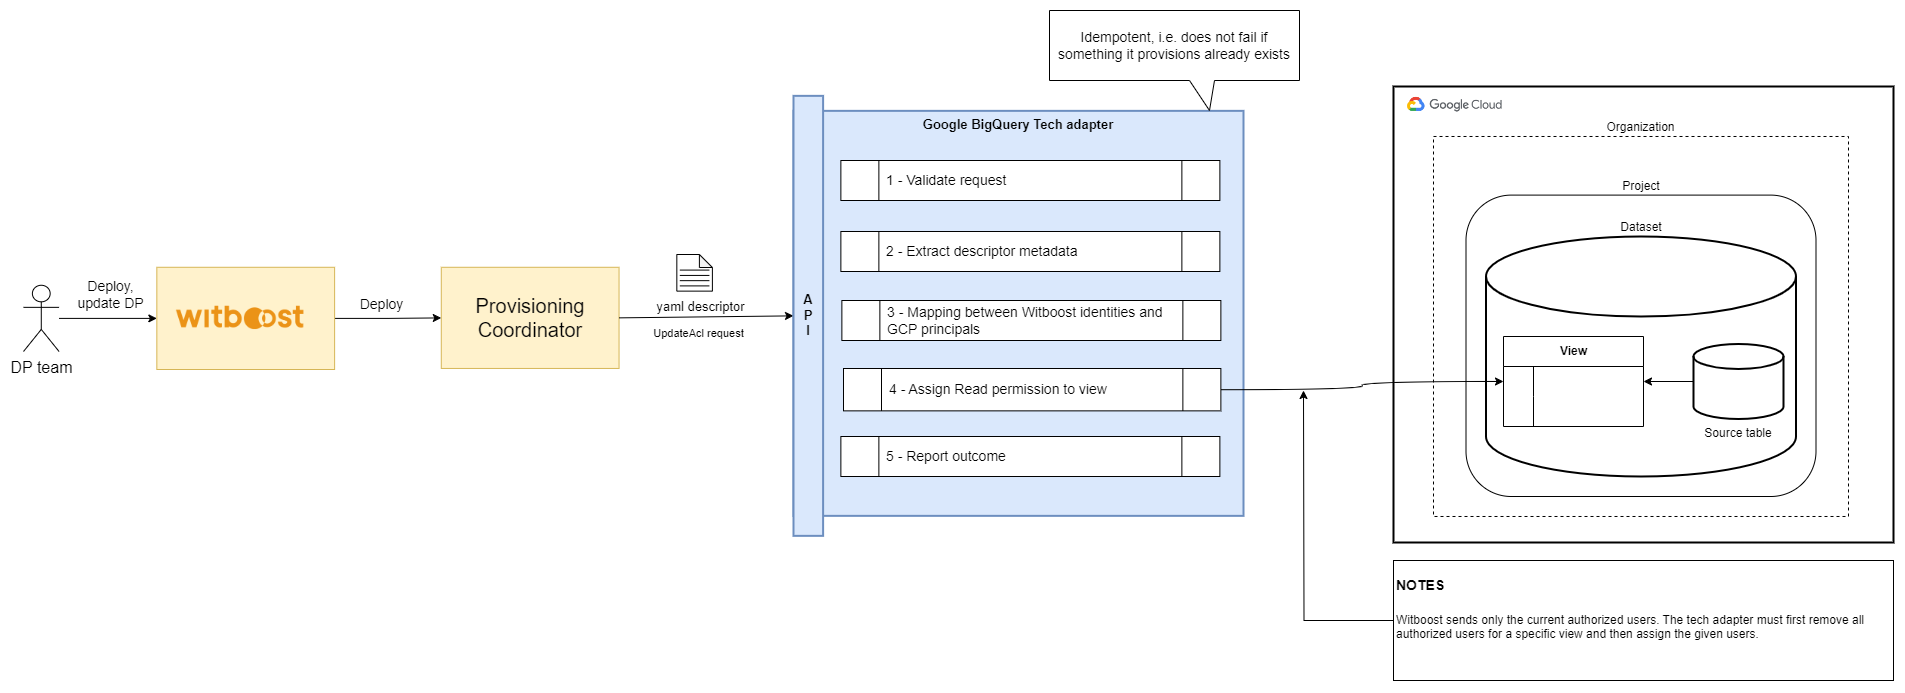 Idempotent, i.e. does not fail if
something it provisions already exists
Google Cloud
Organization
Project
Dataset
View
Source table
Google BigQuery Tech adapter
1 - Validate request
2 - Extract descriptor metadata
3 - Mapping between Witboost identities and
GCP principals
4 - Assign Read permission to view
5 - Report outcome
A
P
I
Deploy,
update DP
DP team
witboost
Deploy
Provisioning
Coordinator
yaml descriptor
UpdateAcl request
NOTES
Witboost sends only the current authorized users. The tech adapter must first remove all
authorized users for a specific view and then assign the given users.